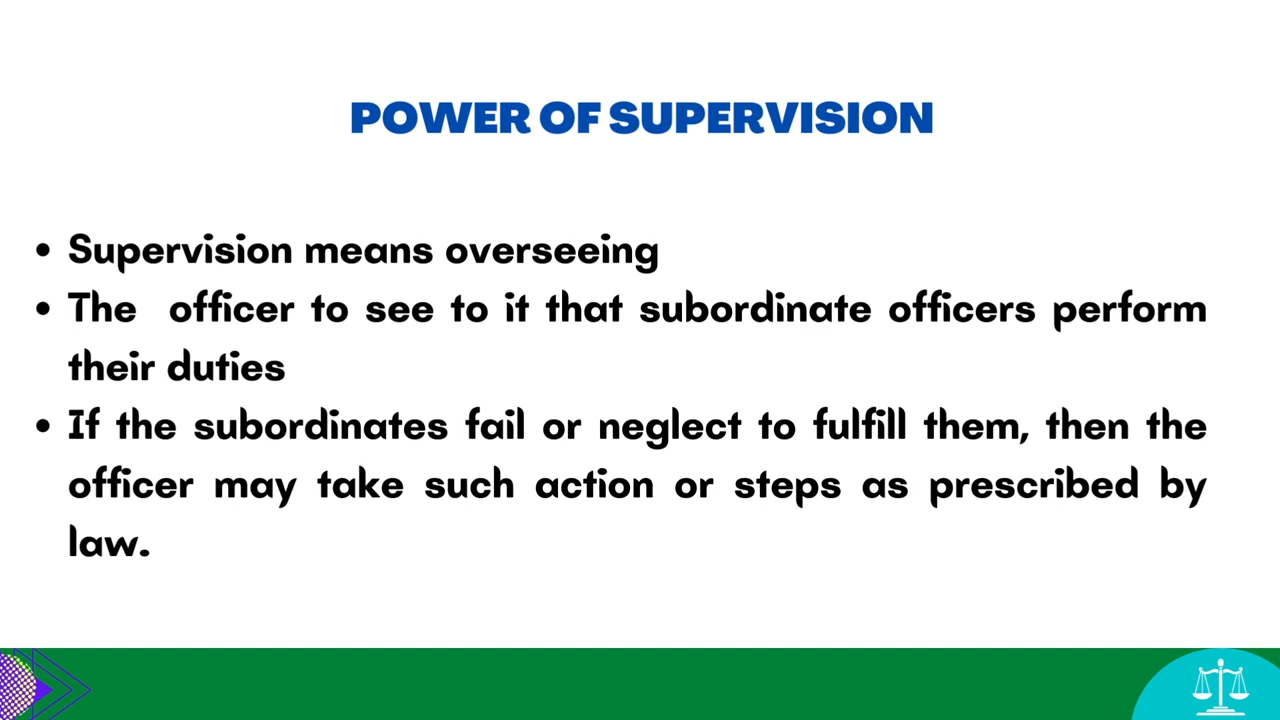 POWER OF SUPERVISION
• Supervision means overseeing
• The officer to see to it that subordinate officers perform
their duties
• If the subordinates fail or neglect to fulfill them, then the
officer may take such action or steps as prescribed by
law.